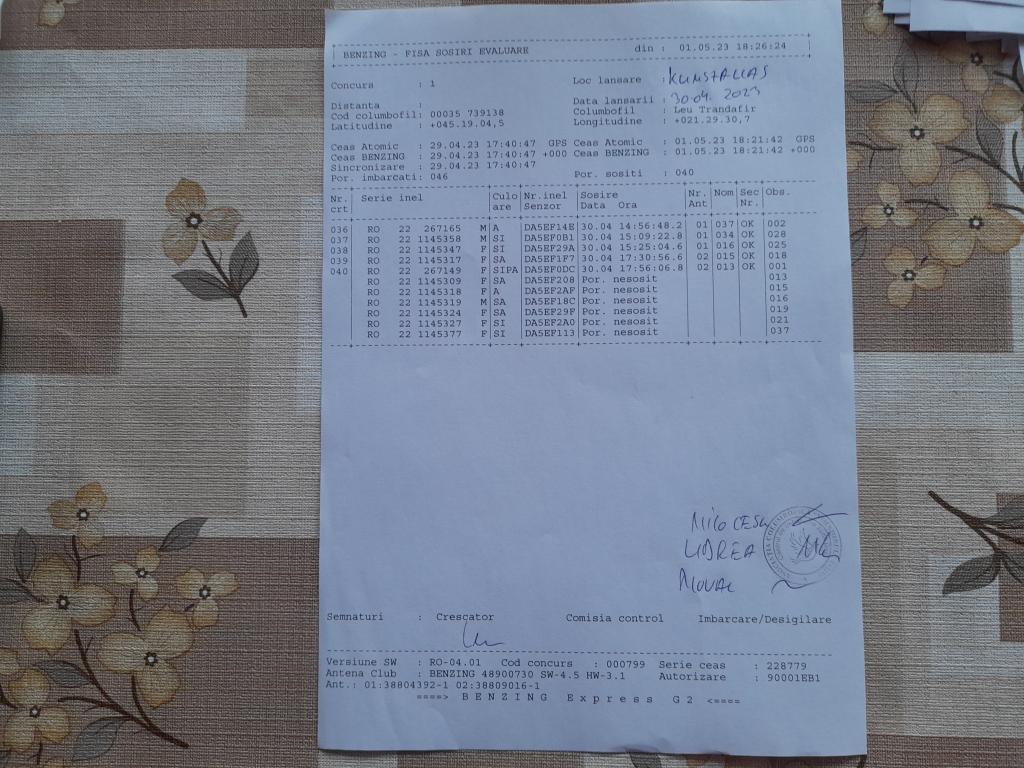 BENZING - FISA SOSIRI EVALUARE din : 01.05.23 18:26:24
Concurs : 1 Loc lansare :
Distanta : Data lansarii : 30.04.2023
Cod columbofil: 00035 739138 Columbofil : Leu Trandafir
Latitudine : +045.19.04,5 Longitudine : +021.29.30,7
Ceas Atomic : 29.04.23 17:40:47 GPS Ceas Atomic : 01.05.23 18:21:42 GPS
Ceas BENZING : 29.04.23 17:40:47 +000 Ceas BENZING : 01.05.23 18:21:42 +000
Sincronizare : 29.04.23 17:40:47
Por. imbarcati: 046 Por. sositi : 040
Nr. Serie inel Culo Nr.inel Sosire Nr. Nom Sec Obs.
crt are Senzor Data Ora Ant Nr.
036 RO 22 267165 M A DA5EF14E 30.04 14:56:48.2 01 037 OK 002
037 RO 22 1145358 M SI DA5EF0B1 30.04 15:09:22.8 01 034 OK 028
038 RO 22 1145347 F SI DA5EF29A 30.04 15:25:04.6 01 016 OK 025
039 RO 22 1145317 F SA DA5EF1F7 30.04 17:30:56.6 02 015 OK 018
040 RO 22 267149 F SIPA DA5EF0DC 30.04 17:56:06.8 02 013 OK 001
RO 22 1145309 F SA DA5EF208 Por. nesosit 013
RO 22 1145318 F A DA5EF2AF Por. nesosit 015
RO 22 1145319 M SA DA5EF18C Por. nesosit 016
RO 22 1145324 F SA DA5EF29F Por. nesosit 019
RO 22 1145327 F SI DA5EF2A0 Por. nesosit 021
RO 22 1145377 F SI DA5EF113 Por. nesosit 037
Semnaturi : Crescator Comisia control Imbarcare/Desigilare
Versiune SW : RO-04.01 Cod concurs : 000799 Serie ceas : 228779
Antena Club : BENZING 48900730 SW-4.5 HW-3.1 Autorizare : 90001EB1
Ant.: 01:38804392-1 02:38809016-1
====> B E N Z I N G E x p r e s s G 2 <====